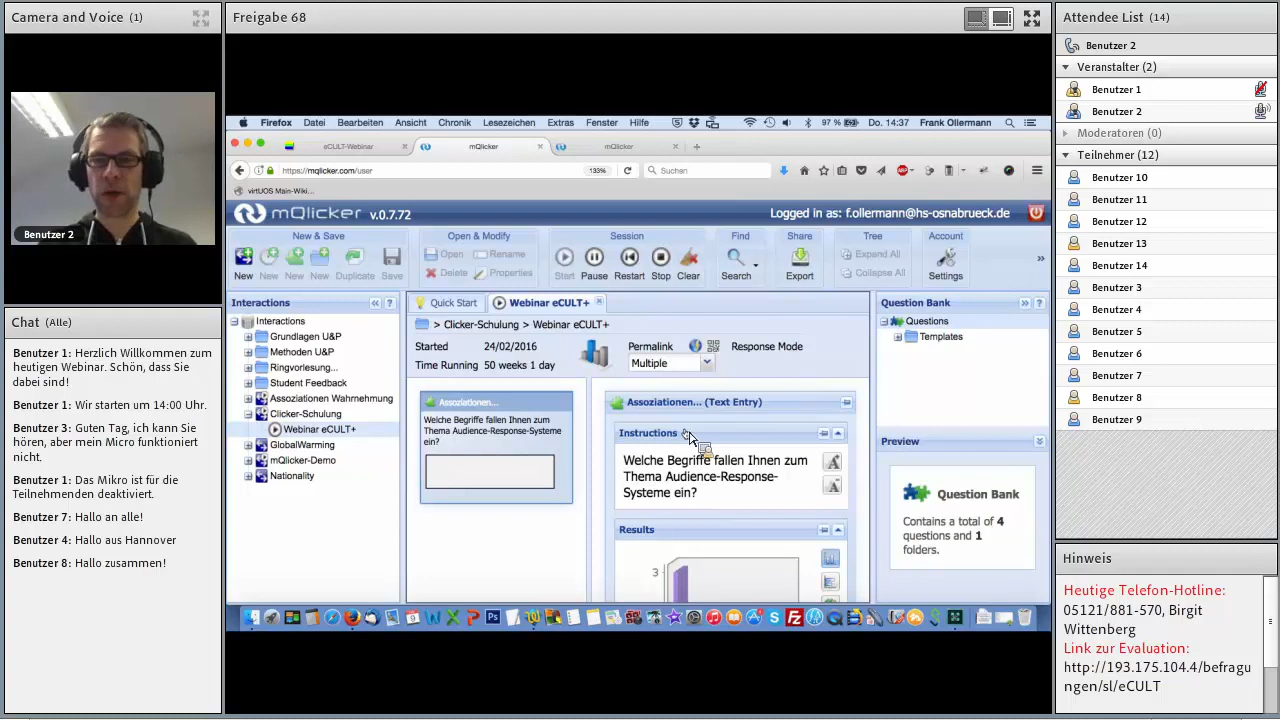 Camera and Voice (1)
Benutzer 2
Chat (Alle)
Benutzer 1: Herzlich Willkommen zum
heutigen Webinar. Schön, dass Sie
dabei sind!
Benutzer 1: Wir starten um 14:00 Uhr.
Benutzer 3: Guten Tag, ich kann Sie
hören, aber mein Micro funktioniert
nicht.
Benutzer 1: Das Mikro ist für die
Teilnehmenden deaktiviert.
Benutzer 7: Hallo an alle!
Benutzer 4: Hallo aus Hannover
Benutzer 8: Hallo zusammen!
Freigabe 68
Firefox Datei Bearbeiten Ansicht Chronik Lesezeichen Extras Fenster Hilfe 97 % Do. 14:37 Frank Ollermann
eCULT-Webinar mQlicker mQlicker
https://mqlicker.com/user 133% Suchen
virtUOS Main-Wiki...
mQlicker v.0.7.72 Logged in as: f.ollermann@hs-osnabrueck.de
New & Save Open & Modify Session Find Share Tree Account
Open Rename Expand All
Delete Properties Collapse All
New New New New Duplicate Save Start Pause Restart Stop Clear Search Export Settings
Interactions
Interactions
Grundlagen U&P
Methoden U&P
Ringvorlesung...
Student Feedback
Assoziationen Wahrnehmung
Clicker-Schulung
Webinar eCULT+
GlobalWarming
mQlicker-Demo
Nationality
Quick Start Webinar eCULT+
> Clicker-Schulung > Webinar eCULT+
Started 24/02/2016 Permalink Response Mode
Time Running 50 weeks 1 day Multiple
Assoziationen...
Welche Begriffe fallen Ihnen zum
Thema Audience-Response-Systeme
ein?
Assoziationen... (Text Entry)
Instructions
Welche Begriffe fallen Ihnen zum
Thema Audience-Response-
Systeme ein?
Results
3
Question Bank
Questions
Templates
Preview
Question Bank
Contains a total of 4
questions and 1
folders.
Attendee List (14)
Benutzer 2
Veranstalter (2)
Benutzer 1
Benutzer 2
Moderatoren (0)
Teilnehmer (12)
Benutzer 10
Benutzer 11
Benutzer 12
Benutzer 13
Benutzer 14
Benutzer 3
Benutzer 4
Benutzer 5
Benutzer 6
Benutzer 7
Benutzer 8
Benutzer 9
Hinweis
Heutige Telefon-Hotline:
05121/881-570, Birgit
Wittenberg
Link zur Evaluation:
http://193.175.104.4/befragu
ngen/sl/eCULT